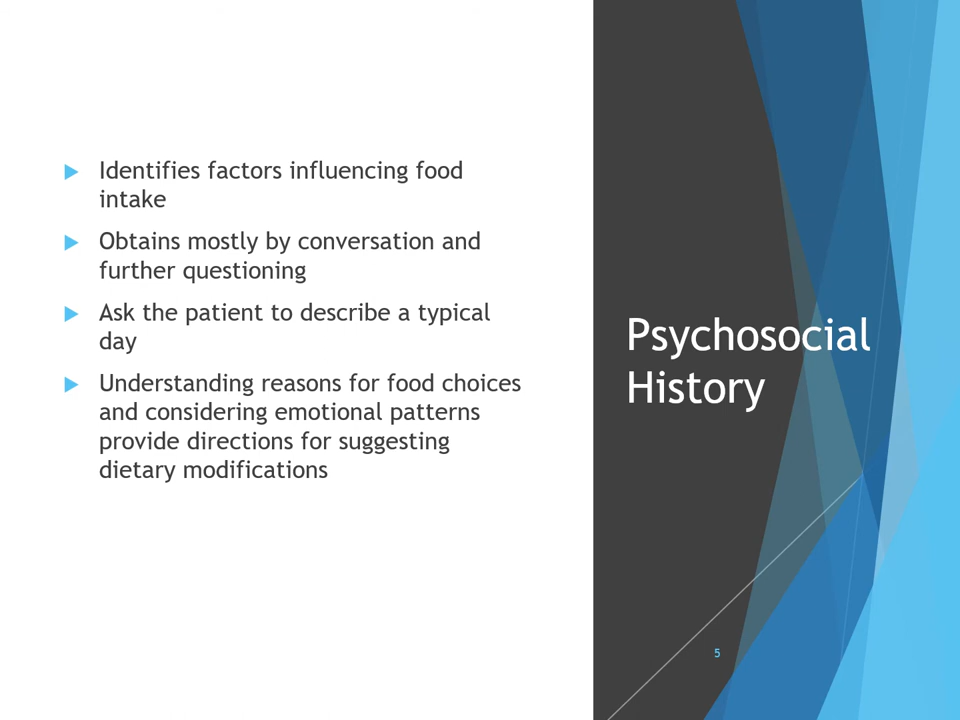 Identifies factors influencing food
intake
Obtains mostly by conversation and
further questioning
Ask the patient to describe a typical
day
Understanding reasons for food choices
and considering emotional patterns
provide directions for suggesting
dietary modifications
Psychosocial
History
5